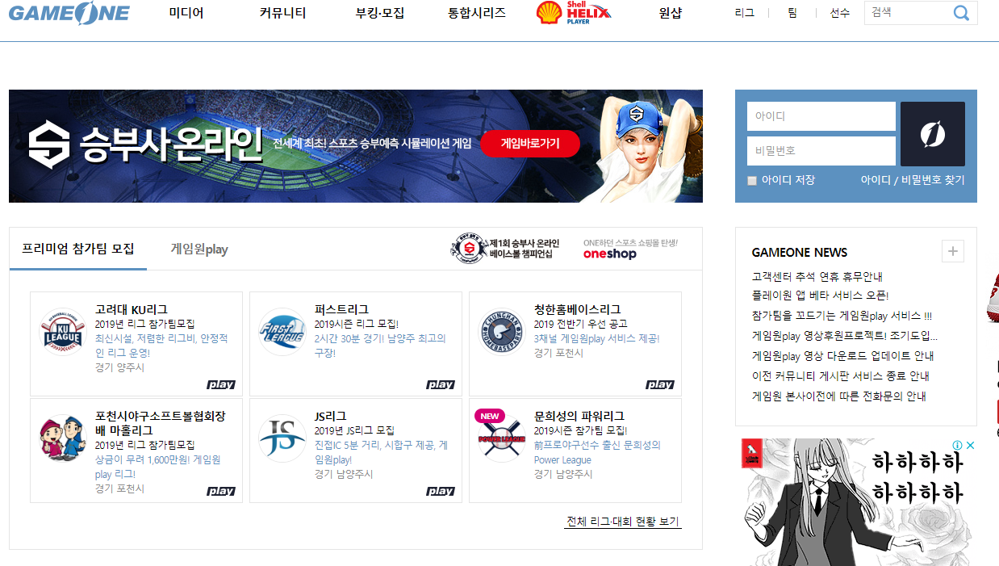 GAMEONE
미디어
커뮤니티
부킹·모집
통합시리즈
Shell
HELIX
PLAYER
원샵
리그
팀
선수
검색
승부사 온라인
전세계 최초! 스포츠 승부예측 시뮬레이션 게임
게임바로가기
아이디
비밀번호
아이디 저장
아이디 / 비밀번호 찾기
프리미엄 참가팀 모집
게임원play
제1회 승부사 온라인
베이스볼 챔피언십
ONE하던 스포츠 쇼핑몰 탄생!
oneshop
KU
LEAGUE
고려대 KU리그
2019년 리그 참가팀모집
최신시설, 저렴한 리그비, 안정적
인 리그 운영!
경기 양주시
play
FIRST
LEAGUE
퍼스트리그
2019시즌 리그 모집!
2시간 30분 경기! 남양주 최고의
구장!
play
CHUNGHAN
HOMEBASEPARK
청한홈베이스리그
2019 전반기 우선 공고
3채널 게임원play 서비스 제공!
경기 포천시
play
포천시야구소프트볼협회장
배 마홀리그
2019년 리그 참가팀모집
상금이 무려 1,600만원! 게임원
play 리그!
경기 포천시
play
JS
JS리그
2019년 JS리그 모집
진접IC 5분 거리, 시합구 제공, 게
임원play!
경기 남양주시
play
NEW
POWER LEAGUE
문희성의 파워리그
2019시즌 참가팀 모집!
前프로야구선수 출신 문희성의
Power League
경기 남양주시
전체 리그·대회 현황 보기
GAMEONE NEWS
고객센터 추석 연휴 휴무안내
플레이원 앱 베타 서비스 오픈!
참가팀을 꼬드기는 게임원play 서비스 !!!
게임원play 영상후원프로젝트! 조기도입...
게임원play 영상 다운로드 업데이트 안내
이전 커뮤니티 게시판 서비스 종료 안내
게임원 본사이전에 따른 전화문의 안내
하하하하
하하하하